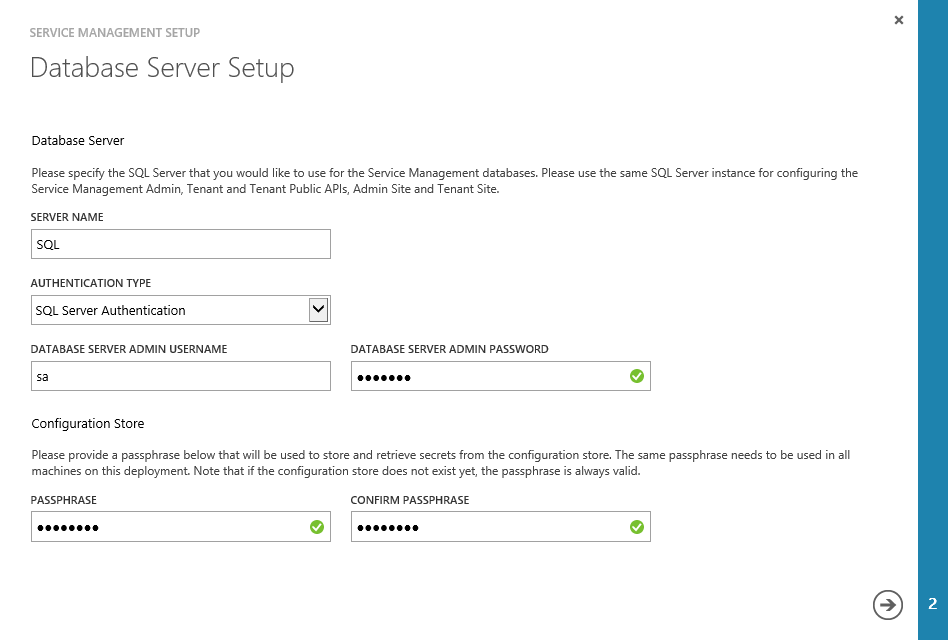 SERVICE MANAGEMENT SETUP
Database Server Setup
Database Server
Please specify the SQL Server that you would like to use for the Service Management databases. Please use the same SQL Server instance for configuring the
Service Management Admin, Tenant and Tenant Public APIs, Admin Site and Tenant Site.
SERVER NAME
SQL
AUTHENTICATION TYPE
SQL Server Authentication
DATABASE SERVER ADMIN USERNAME
DATABASE SERVER ADMIN PASSWORD
sa
●●●●●●●
Configuration Store
Please provide a passphrase below that will be used to store and retrieve secrets from the configuration store. The same passphrase needs to be used in all
machines on this deployment. Note that if the configuration store does not exist yet, the passphrase is always valid.
PASSPHRASE
CONFIRM PASSPHRASE
●●●●●●●●
●●●●●●●●
2